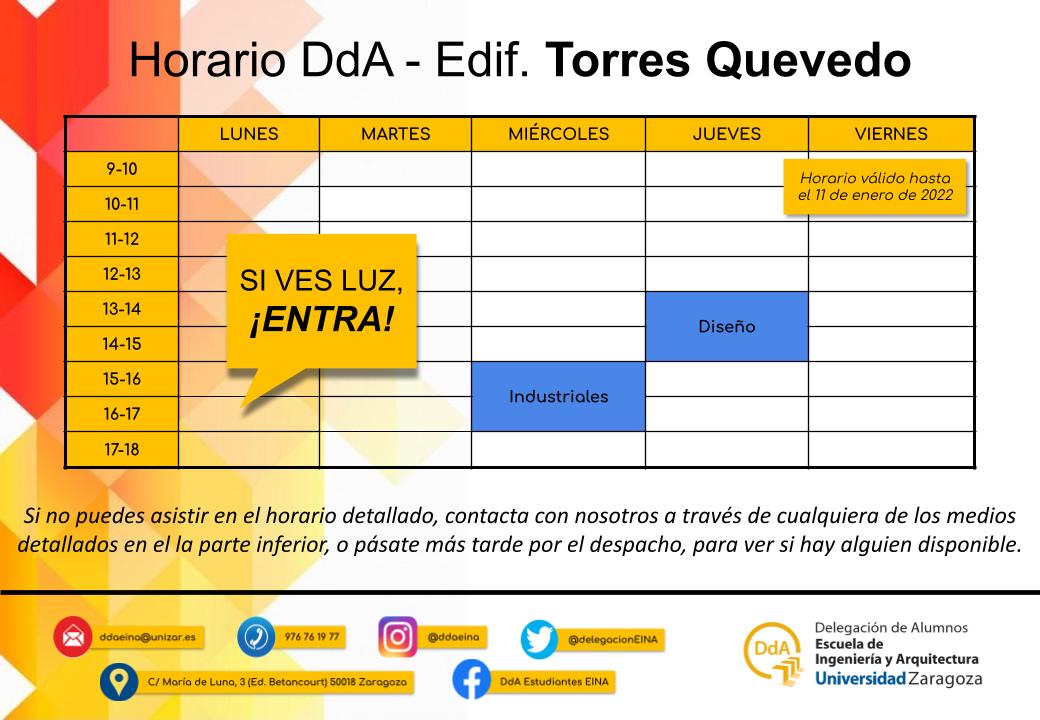 Horario DdA - Edif. Torres Quevedo
LUNES MARTES MIÉRCOLES JUEVES VIERNES
9-10
Horario válido hasta
el 11 de enero de 2022
10-11
11-12
12-13
SI VES LUZ,
¡ENTRA!
13-14
Diseño
14-15
15-16
Industriales
16-17
17-18
Si no puedes asistir en el horario detallado, contacta con nosotros a través de cualquiera de los medios
detallados en el la parte inferior, o pásate más tarde por el despacho, para ver si hay alguien disponible.
ddaeina@unizar.es
976 76 19 77
@ddaeina
@delegacionEINA
C/ María de Luna, 3 (Ed. Betancourt) 50018 Zaragoza
DdA Estudiantes EINA
DdA
Delegación de Alumnos
Escuela de
Ingeniería y Arquitectura
Universidad Zaragoza